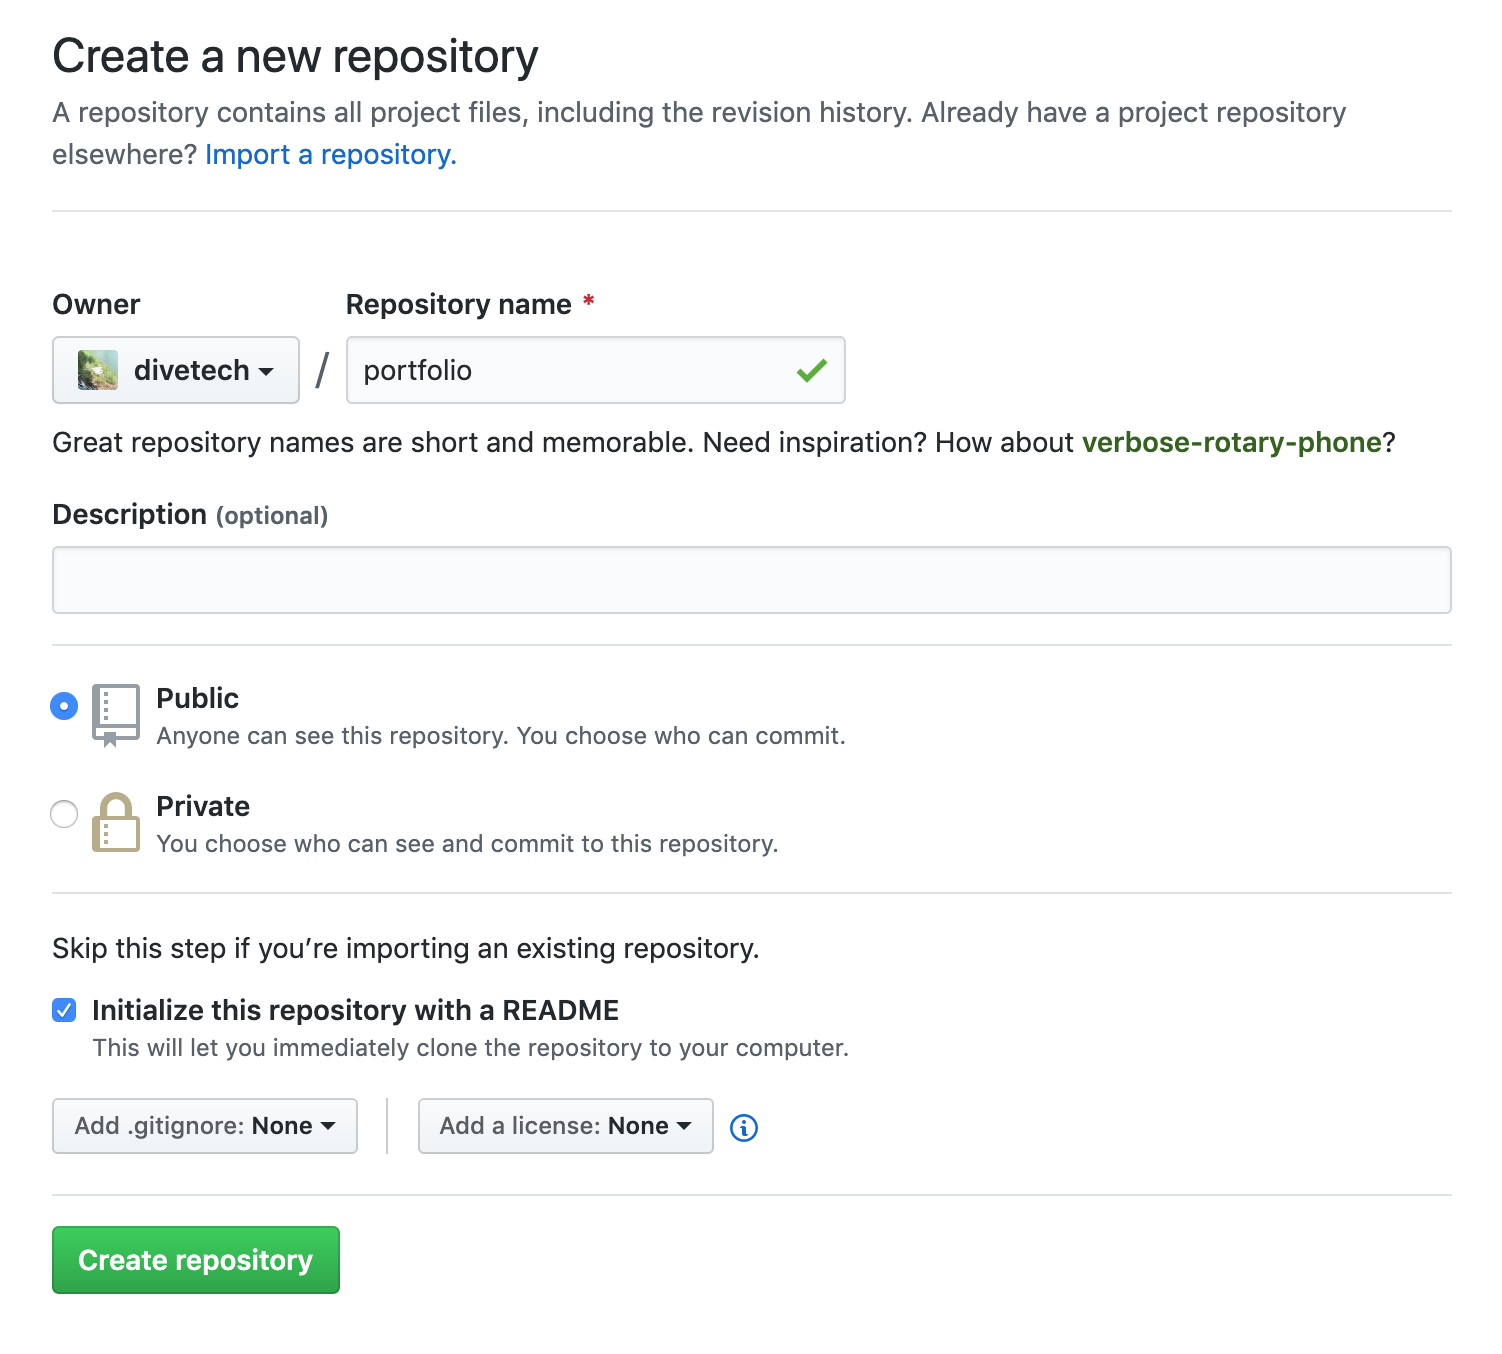 Create a new repository
A repository contains all project files, including the revision history. Already have a project repository
elsewhere? Import a repository.
Owner
Repository name *
divetech
/
portfolio
Great repository names are short and memorable. Need inspiration? How about verbose-rotary-phone?
Description (optional)
Public
Anyone can see this repository. You choose who can commit.
Private
You choose who can see and commit to this repository.
Skip this step if you’re importing an existing repository.
Initialize this repository with a README
This will let you immediately clone the repository to your computer.
Add .gitignore: None
Add a license: None
Create repository